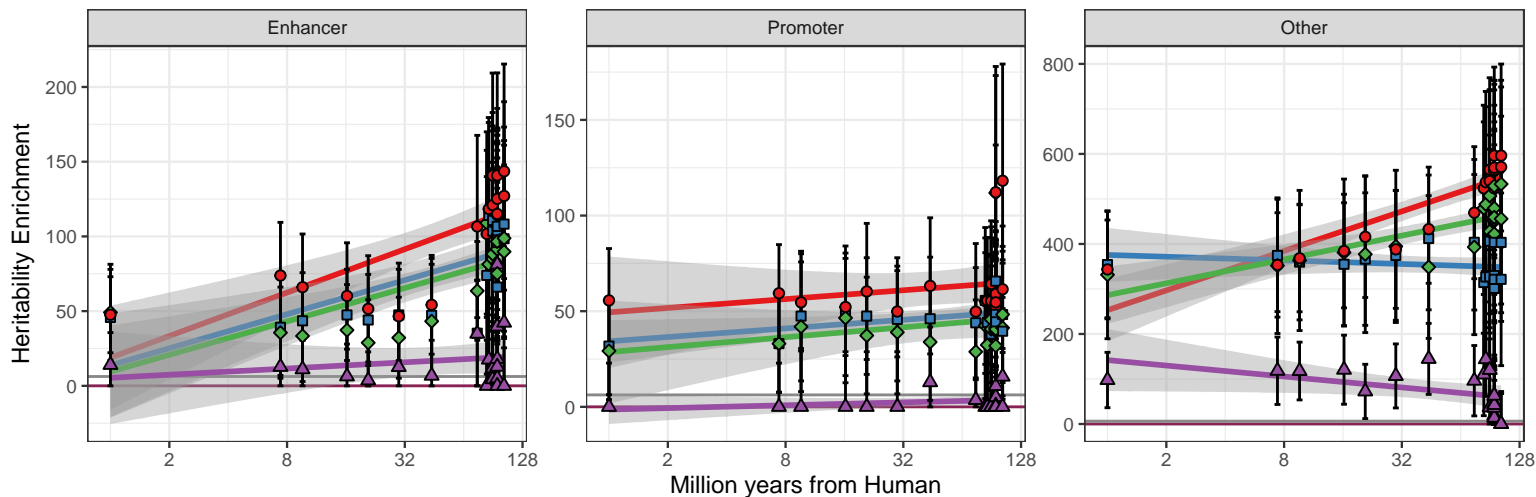 Enhancer
Promoter
Other
Heritability Enrichment
200
150
100
50
0
150
100
50
0
800
600
400
200
0
2 8 32 128
2 8 32 128
2 8 32 128
Million years from Human